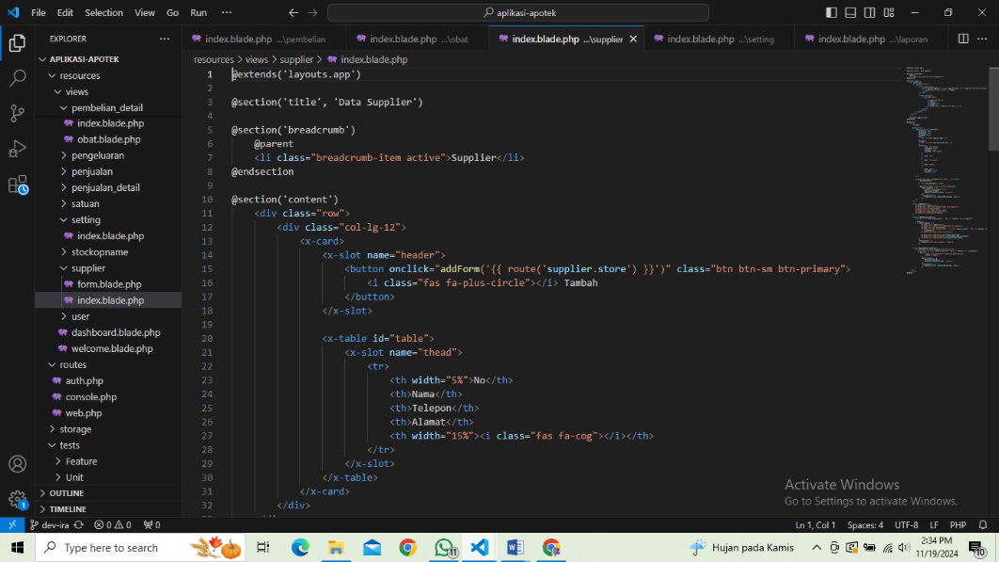 File Edit Selection View Go Run ··· aplikasi-apotek
EXPLORER ···
index.blade.php ...\pembelian index.blade.php ...\obat index.blade.php ...\supplier index.blade.php ...\setting index.blade.php ...\laporan ···
resources > views > supplier > index.blade.php
APLIKASI-APOTEK
resources
views
pembelian_detail
index.blade.php
obat.blade.php
pengeluaran
penjualan
penjualan_detail
satuan
setting
index.blade.php
stockopname
supplier
form.blade.php
index.blade.php
user
dashboard.blade.php
welcome.blade.php
routes
auth.php
console.php
web.php
storage
tests
Feature
Unit
OUTLINE
TIMELINE
1 @extends('layouts.app')
2
3 @section('title', 'Data Supplier')
4
5 @section('breadcrumb')
6 @parent
7 <li class="breadcrumb-item active">Supplier</li>
8 @endsection
9
10 @section('content')
11 <div class="row">
12 <div class="col-lg-12">
13 <x-card>
14 <x-slot name="header">
15 <button onclick="addForm('{{ route('supplier.store') }}')" class="btn btn-sm btn-primary">
16 <i class="fas fa-plus-circle"></i> Tambah
17 </button>
18 </x-slot>
19
20 <x-table id="table">
21 <x-slot name="thead">
22 <tr>
23 <th width="5%">No</th>
24 <th>Nama</th>
25 <th>Telepon</th>
26 <th>Alamat</th>
27 <th width="15%"><i class="fas fa-cog"></i></th>
28 </tr>
29 </x-slot>
30 </x-table>
31 </x-card>
32 </div>
Activate Windows
Go to Settings to activate Windows.
1
dev-ira 0 0 0 Ln 1, Col 1 Spaces: 4 UTF-8 LF PHP
Type here to search 11 Hujan pada Kamis 2:34 PM
11/19/2024 10